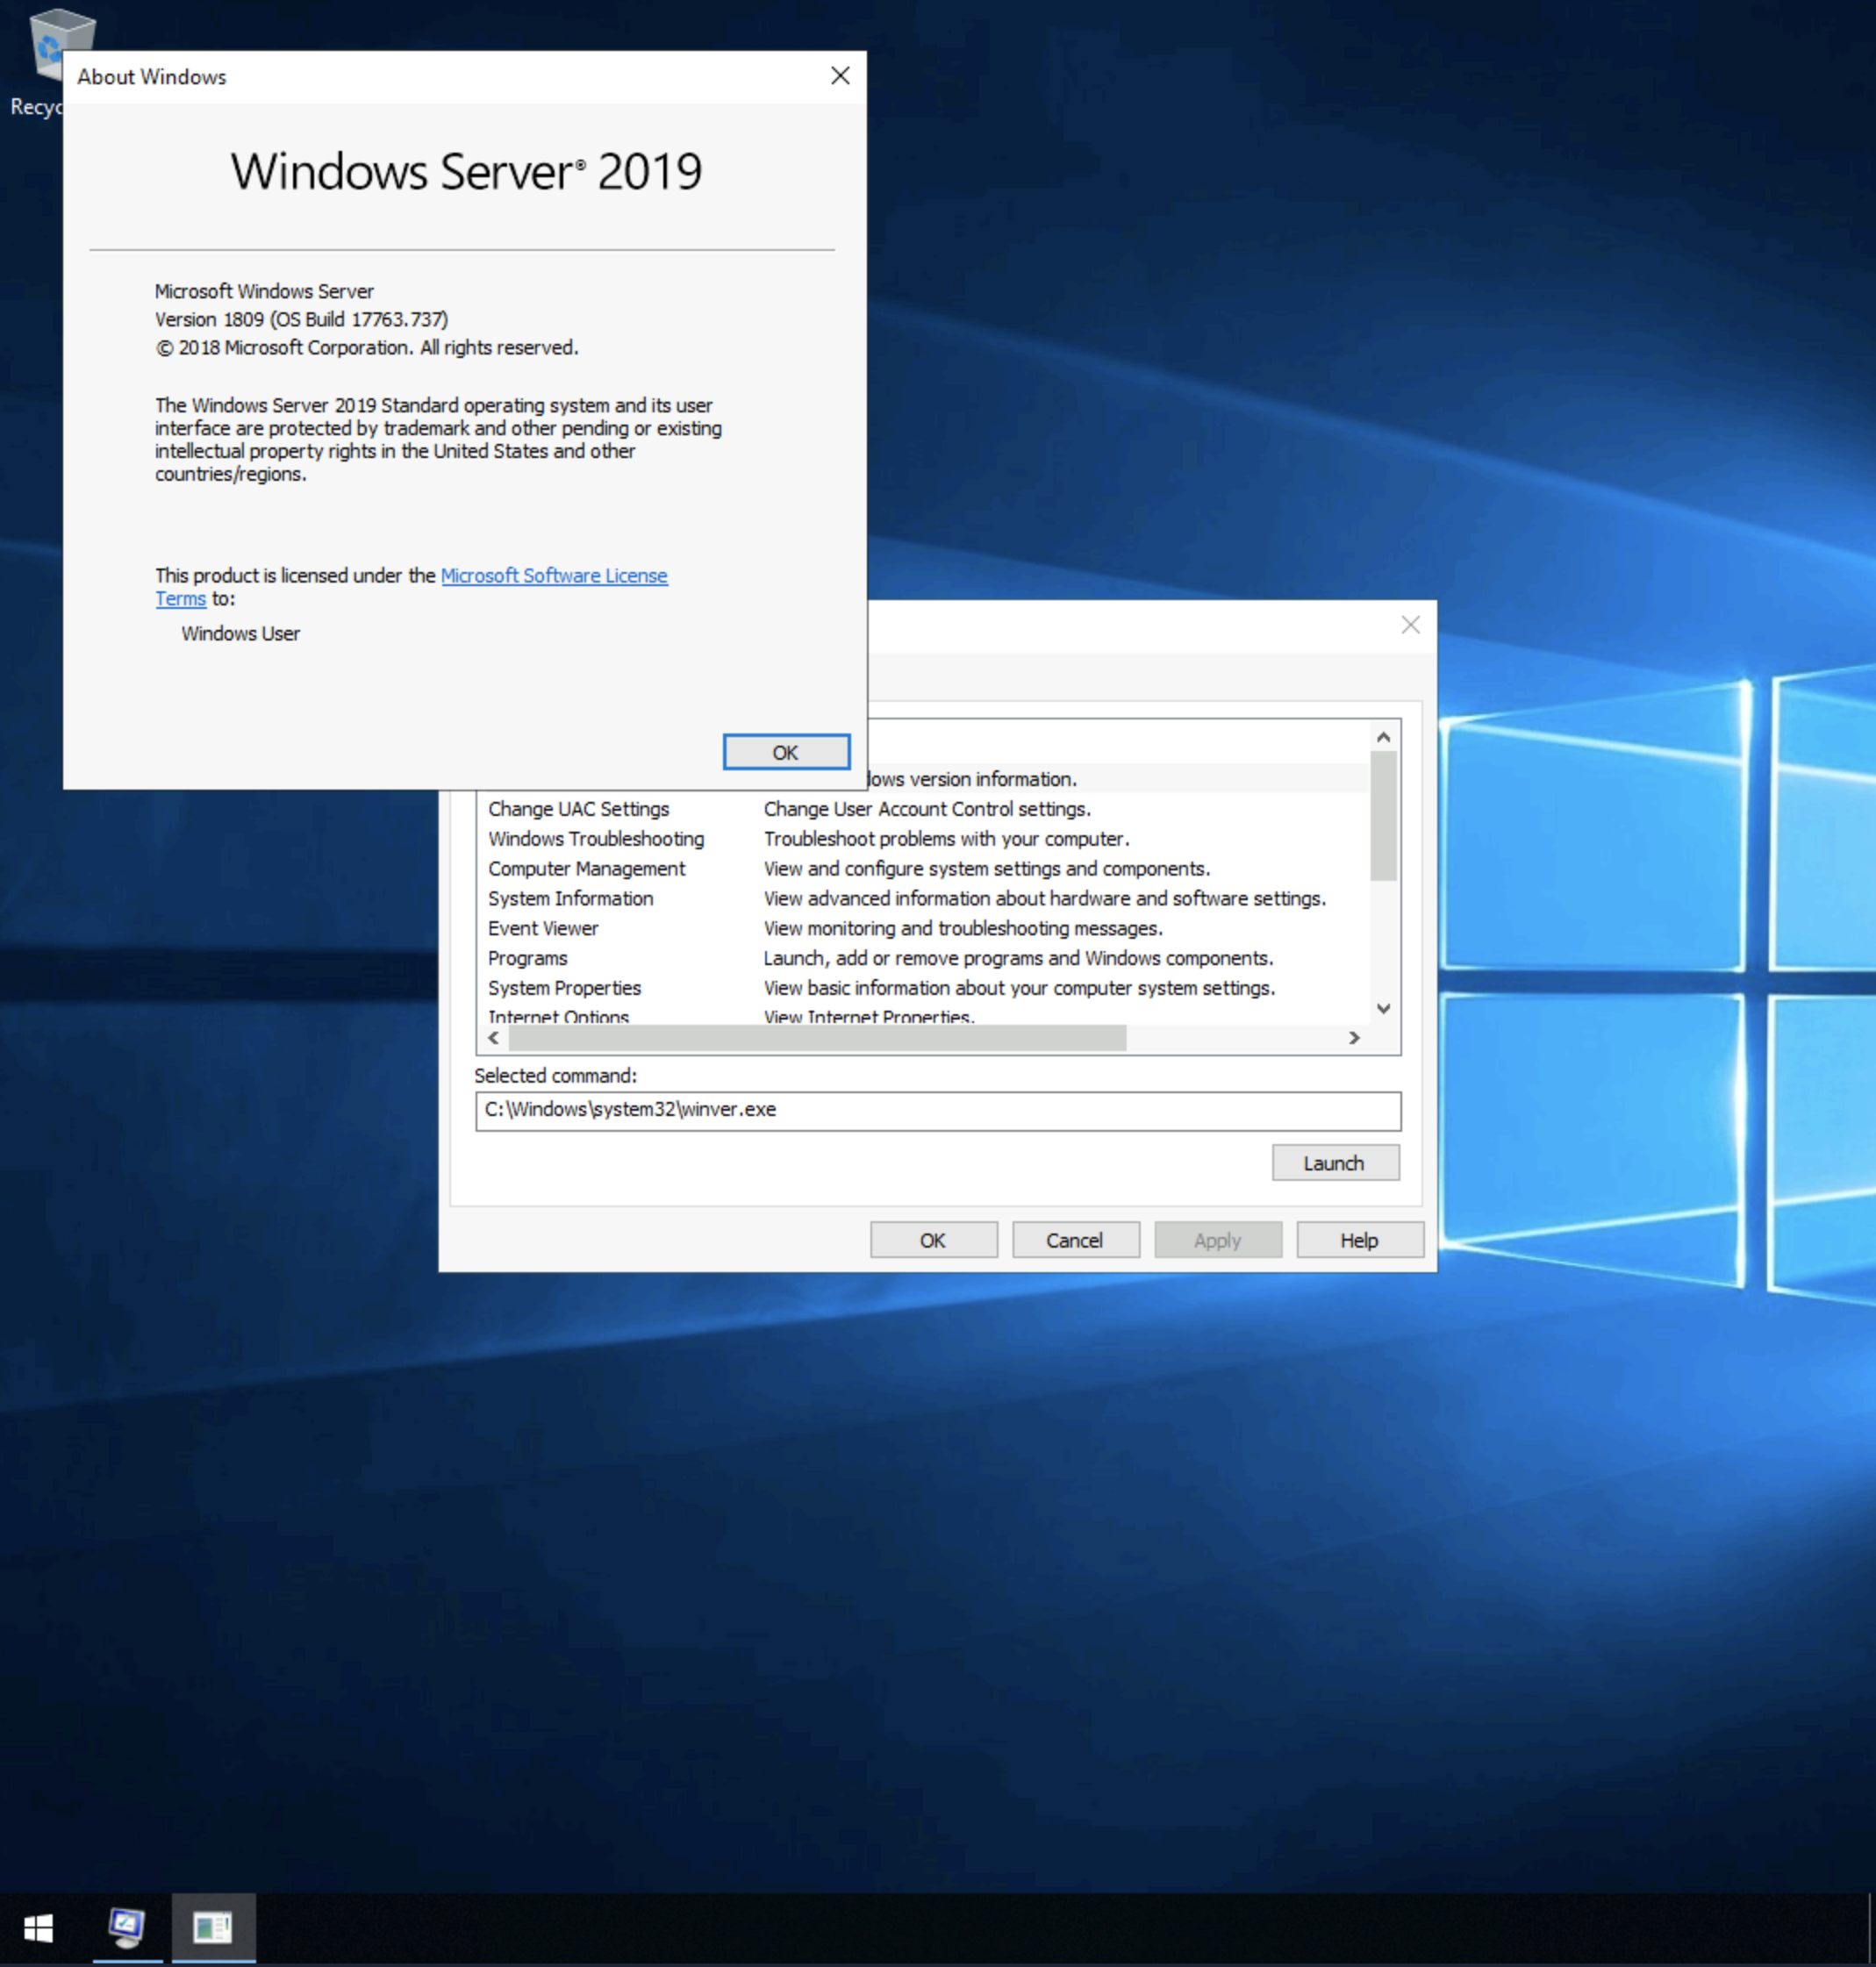 Recyc
About Windows
Windows Server® 2019
Microsoft Windows Server
Version 1809 (OS Build 17763.737)
© 2018 Microsoft Corporation. All rights reserved.
The Windows Server 2019 Standard operating system and its user
interface are protected by trademark and other pending or existing
intellectual property rights in the United States and other
countries/regions.
This product is licensed under the Microsoft Software License
Terms to:
Windows User
OK
dows version information.
Change UAC Settings Change User Account Control settings.
Windows Troubleshooting Troubleshoot problems with your computer.
Computer Management View and configure system settings and components.
System Information View advanced information about hardware and software settings.
Event Viewer View monitoring and troubleshooting messages.
Programs Launch, add or remove programs and Windows components.
System Properties View basic information about your computer system settings.
Internet Options View Internet Properties.
Selected command:
C:\Windows\system32\winver.exe
Launch
OK Cancel Apply Help